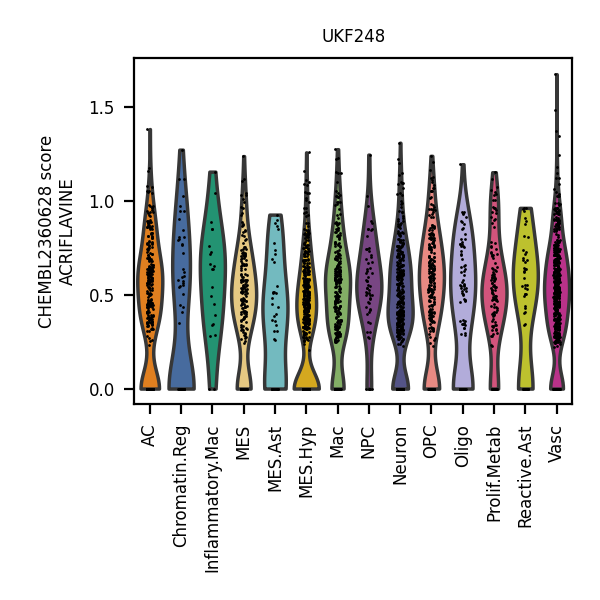 UKF248
CHEMBL2360628 score
ACRIFLAVINE
1.5
1.0
0.5
0.0
AC
Chromatin.Reg
Inflammatory.Mac
MES
MES.Ast
MES.Hyp
Mac
NPC
Neuron
OPC
Oligo
Prolif.Metab
Reactive.Ast
Vasc